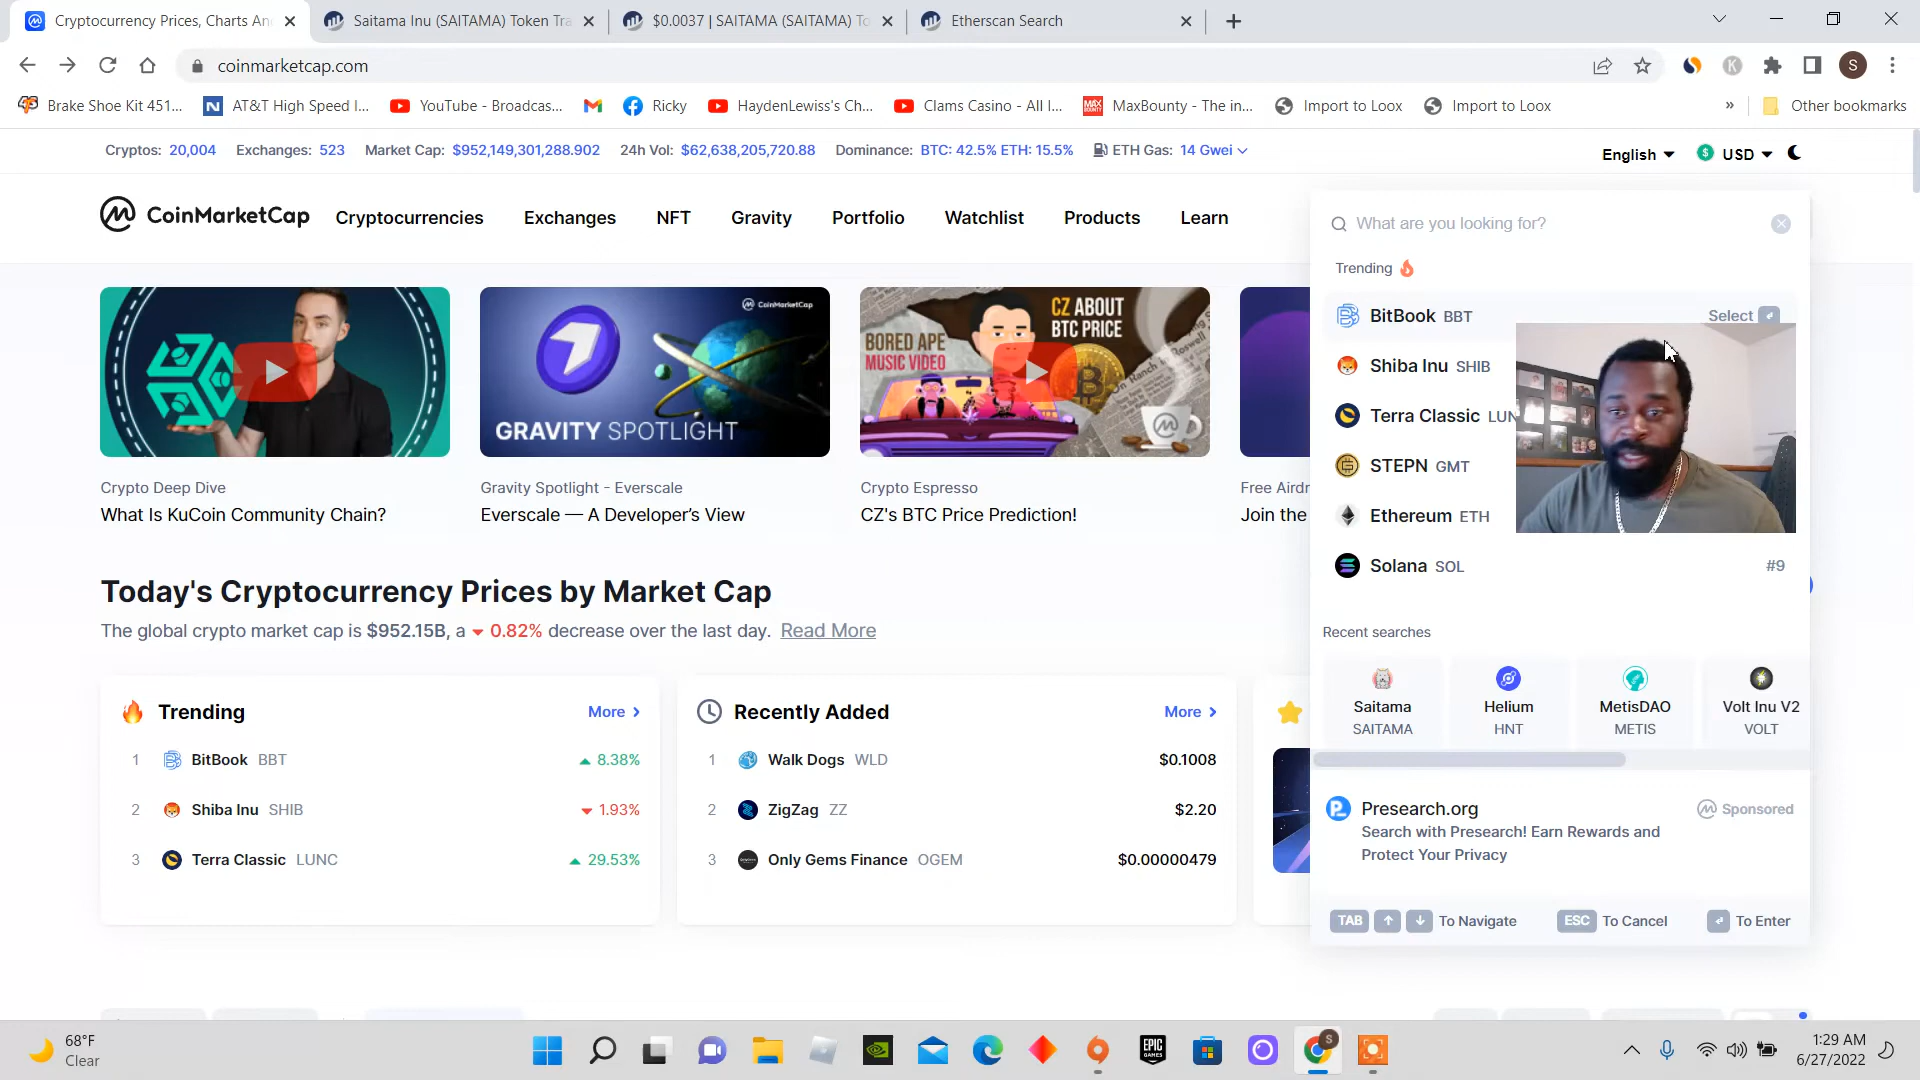 Cryptocurrency Prices, Charts An
Saitama Inu (SAITAMA) Token Tra
$0.0037 | SAITAMA (SAITAMA) To
Etherscan Search
coinmarketcap.com
K
S
Brake Shoe Kit 451...
N
AT&T High Speed I...
YouTube - Broadcas...
Ricky
HaydenLewiss's Ch...
Clams Casino - All I...
MAX BOUNTY
MaxBounty - The in...
Import to Loox
Import to Loox
»
Other bookmarks
Cryptos: 20,004
Exchanges: 523
Market Cap: $952,149,301,288.902
24h Vol: $62,638,205,720.88
Dominance: BTC: 42.5% ETH: 15.5%
ETH Gas: 14 Gwei
English
USD
CoinMarketCap
Cryptocurrencies
Exchanges
NFT
Gravity
Portfolio
Watchlist
Products
Learn
What are you looking for?
Trending
BitBook BBT
Select
Shiba Inu SHIB
Terra Classic LUN
STEPN GMT
Ethereum ETH
Solana SOL
#9
CoinMarketCap
GRAVITY SPOTLIGHT
CZ ABOUT
BTC PRICE
BORED APE
MUSIC VIDEO
Crypto Deep Dive
What Is KuCoin Community Chain?
Gravity Spotlight - Everscale
Everscale — A Developer's View
Crypto Espresso
CZ's BTC Price Prediction!
Free Airdr
Join the
Today's Cryptocurrency Prices by Market Cap
The global crypto market cap is $952.15B, a 0.82% decrease over the last day. Read More
Recent searches
Saitama
SAITAMA
Helium
HNT
MetisDAO
METIS
Volt Inu V2
VOLT
Trending
More
1 BitBook BBT 8.38%
2 Shiba Inu SHIB 1.93%
3 Terra Classic LUNC 29.53%
Recently Added
More
1 Walk Dogs WLD $0.1008
2 ZigZag ZZ $2.20
3 Only Gems Finance OGEM $0.00000479
Presearch.org
Sponsored
Search with Presearch! Earn Rewards and
Protect Your Privacy
TAB To Navigate
ESC To Cancel
To Enter
68°F
Clear
EPIC GAMES
S
1:29 AM
6/27/2022